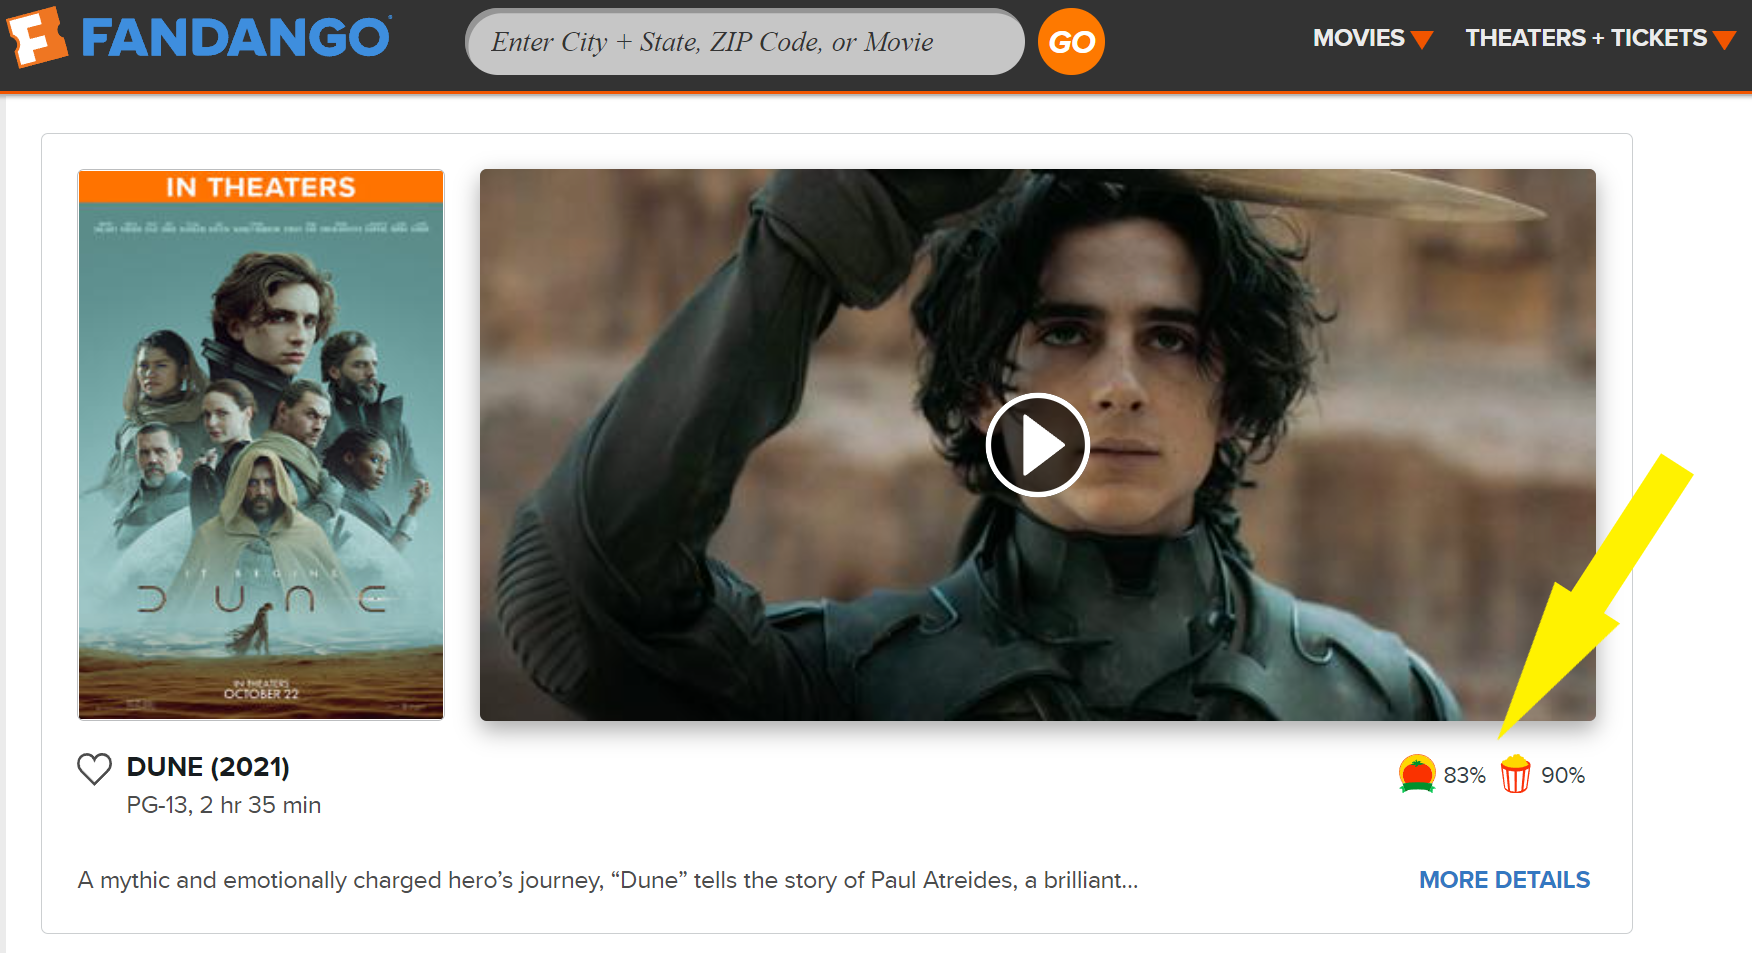 FANDANGO
Enter City + State, ZIP Code, or Movie
GO
MOVIES
THEATERS + TICKETS
IN THEATERS
IT BEGINS
DUNE
IN THEATERS
OCTOBER 22
DUNE (2021)
PG-13, 2 hr 35 min
83%
90%
A mythic and emotionally charged hero's journey, “Dune” tells the story of Paul Atreides, a brilliant...
MORE DETAILS